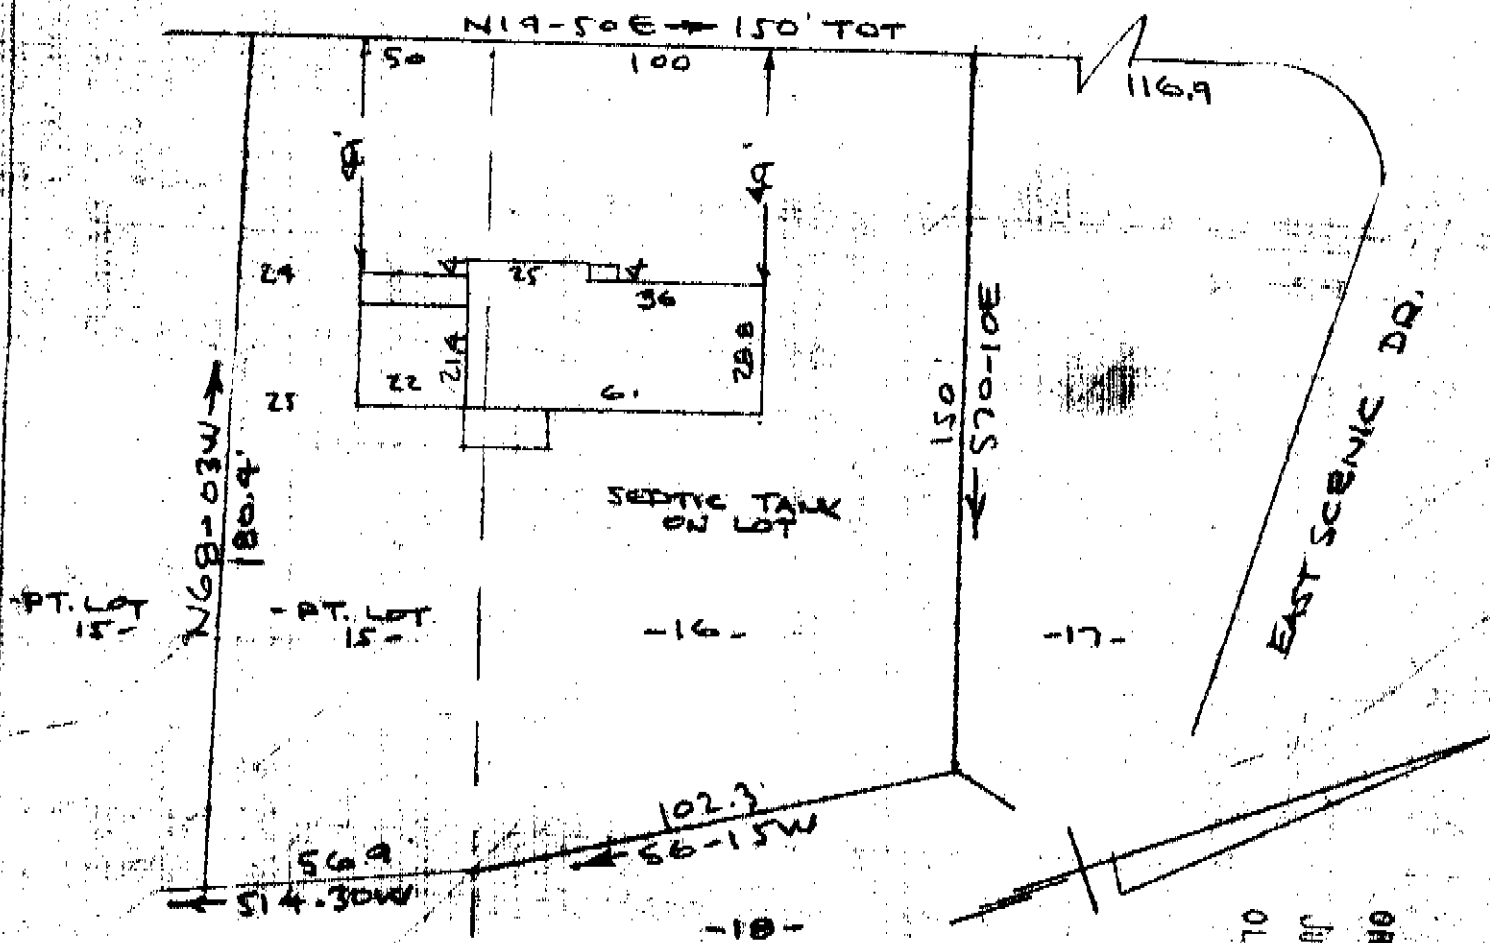 N19-50E → 150' TOT
50
100
116.9
24
25
36
21.4
28.8
22
25
N68-03W
180.4'
150'
S70-10E
EAST SCENIC DR.
SEPTIC TANK
ON LOT
-PT. LOT
15-
-PT. LOT
15-
-16-
-17-
102.3'
S6-15W
56.9
S14-30W
-18-